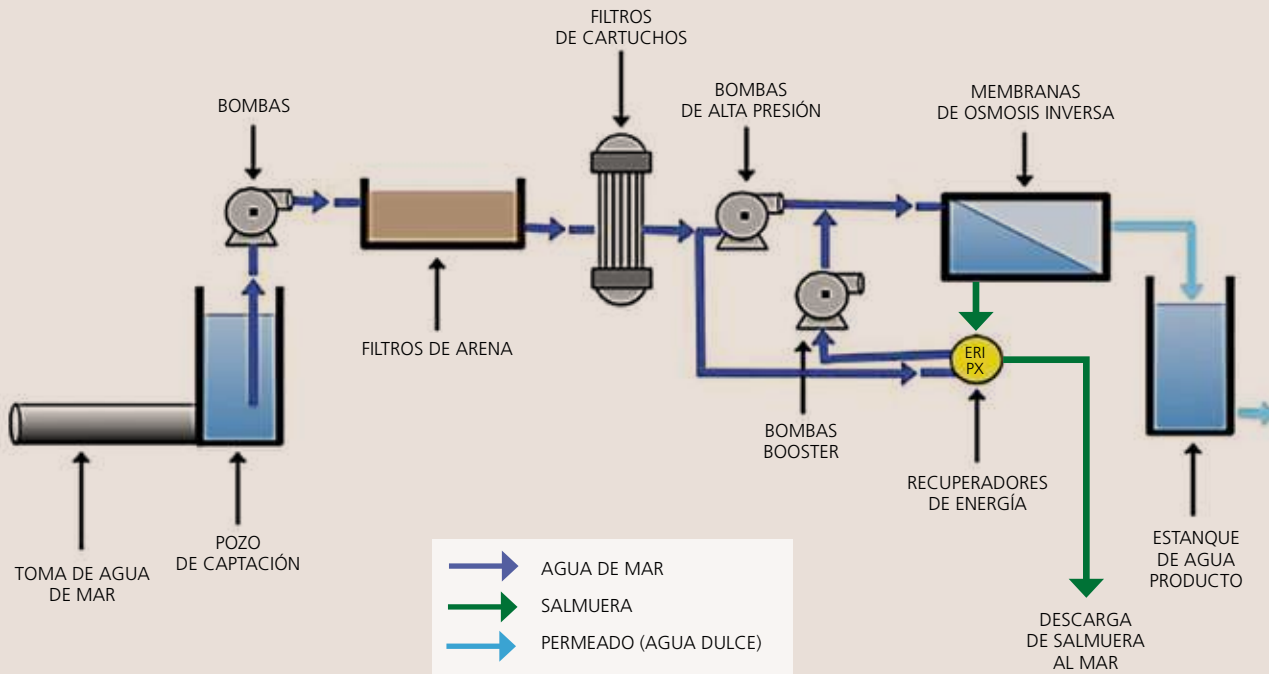 FILTROS
DE CARTUCHOS
BOMBAS
BOMBAS
DE ALTA PRESIÓN
MEMBRANAS
DE OSMOSIS INVERSA
FILTROS DE ARENA
ERI
PX
BOMBAS
BOOSTER
RECUPERADORES
DE ENERGÍA
TOMA DE AGUA
DE MAR
POZO
DE CAPTACIÓN
ESTANQUE
DE AGUA
PRODUCTO
AGUA DE MAR
SALMUERA
PERMEADO (AGUA DULCE)
DESCARGA
DE SALMUERA
AL MAR